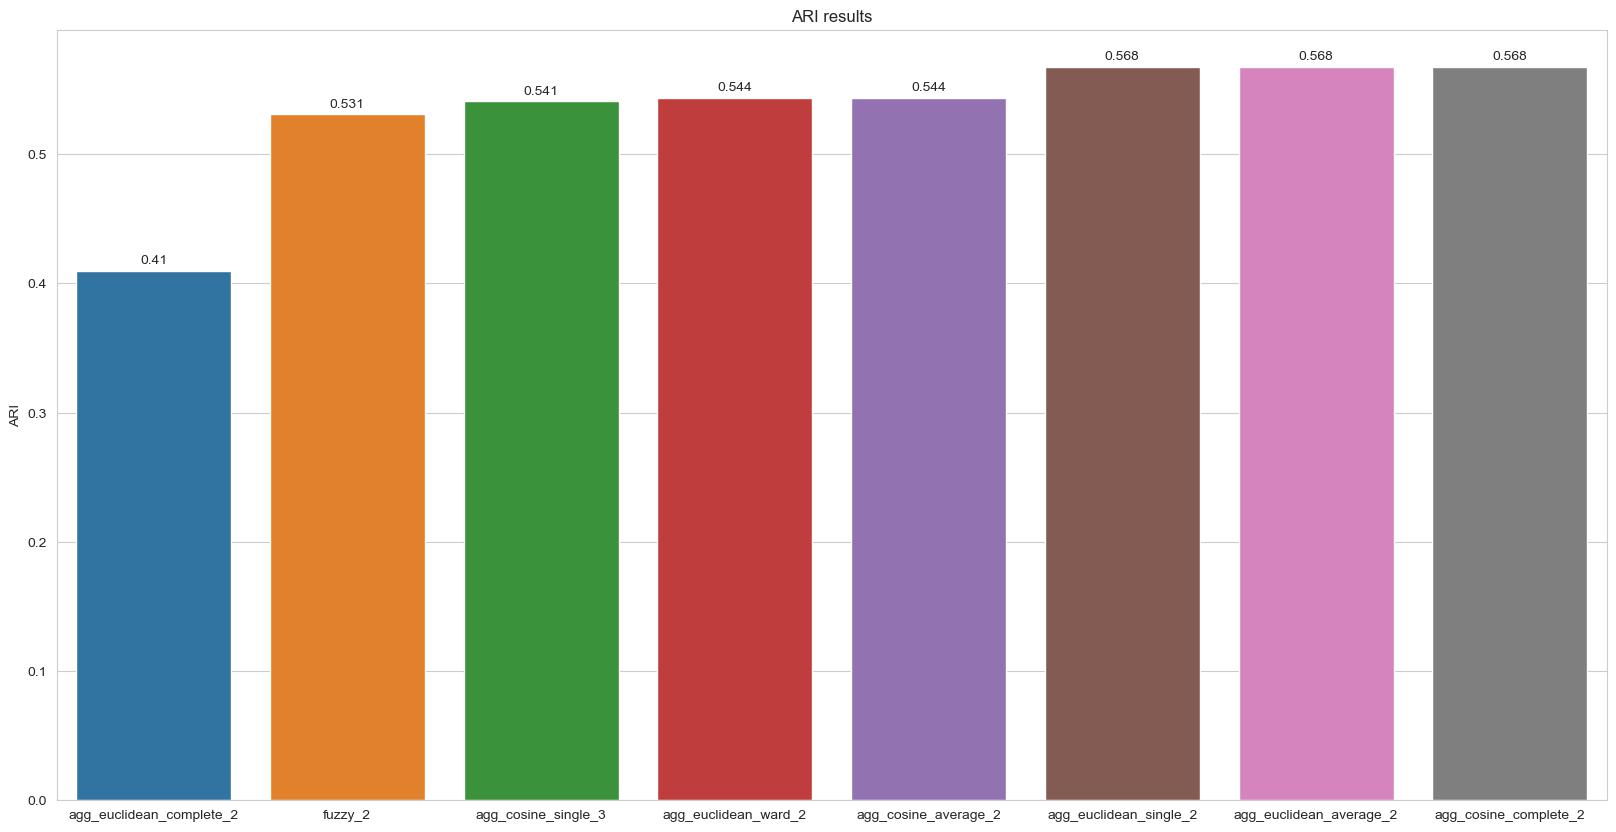 ARI results
0.568 0.568 0.568
0.544 0.544
0.541
0.531
0.5
0.41
0.4
ARI
0.3
0.2
0.1
0.0
agg_euclidean_complete_2 fuzzy_2 agg_cosine_single_3 agg_euclidean_ward_2 agg_cosine_average_2 agg_euclidean_single_2 agg_euclidean_average_2 agg_cosine_complete_2